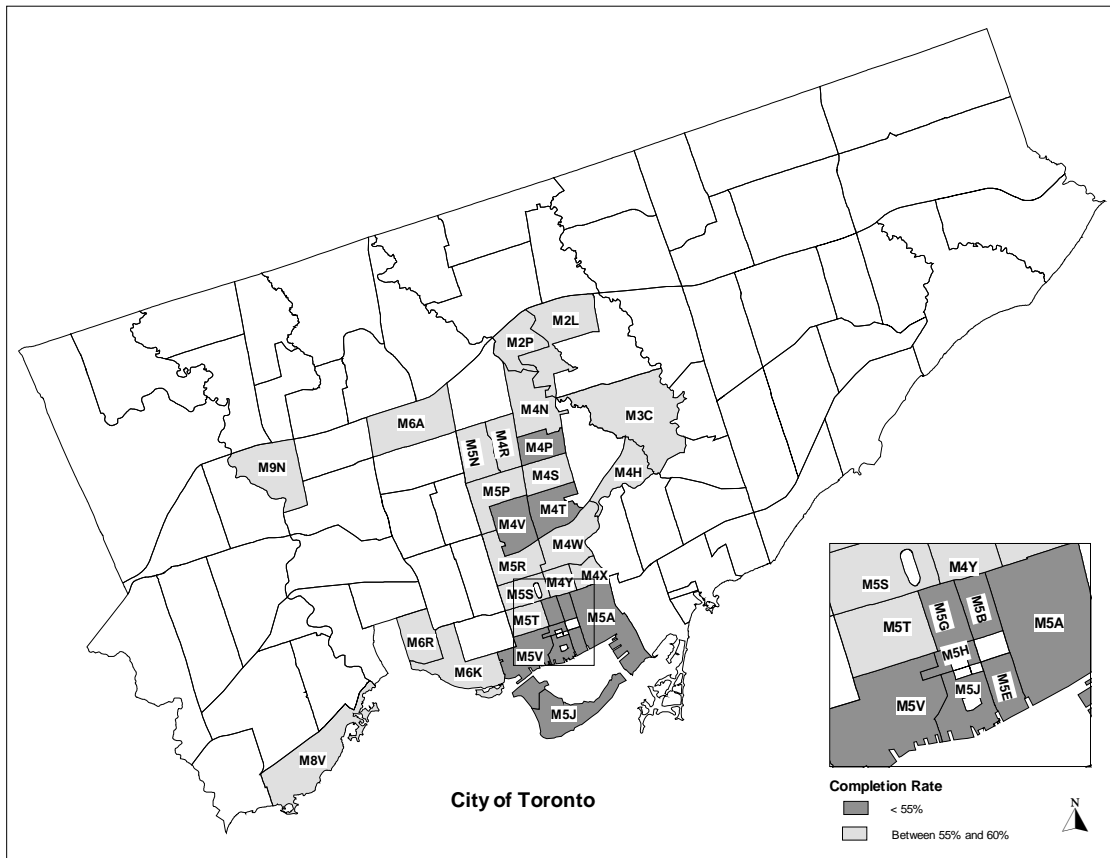 M2L
M2P
M4N
M3C
M6A
M5N
M4R
M4P
M9N
M4S
M4H
M5P
M4T
M4V
M4W
M5R
M4X
M4Y
M5S
M5A
M5T
M6R
M5V
M6K
M5J
M8V
City of Toronto
M4Y
M5S
M5G
M5B
M5A
M5T
M5H
M5J
M5E
M5V
Completion Rate
< 55%
Between 55% and 60%
N